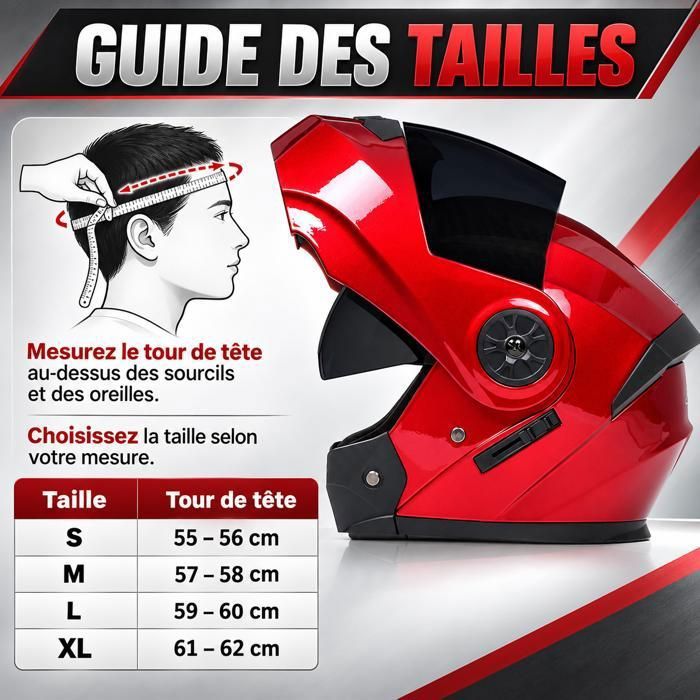 GUIDE DES TAILLES
Mesurez le tour de tête
au-dessus des sourcils
et des oreilles.
Choisissez la taille selon
votre mesure.
Taille Tour de tête
S 55 – 56 cm
M 57 – 58 cm
L 59 – 60 cm
XL 61 – 62 cm